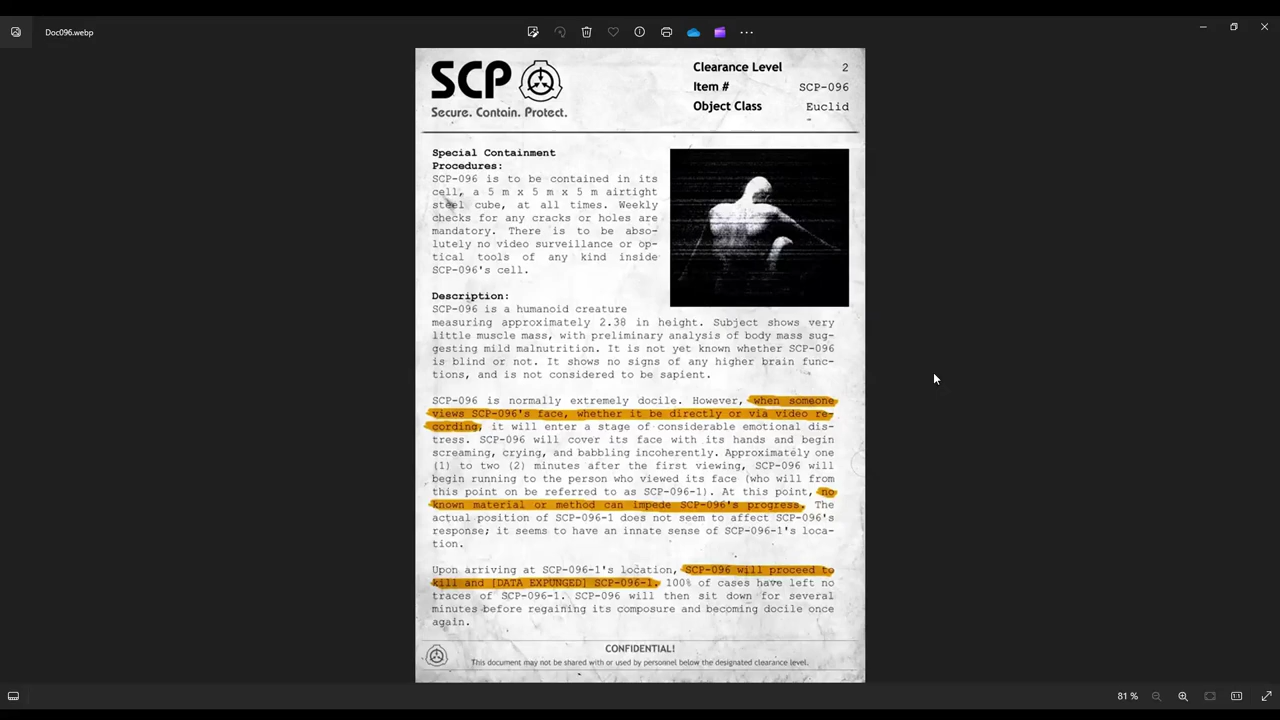 Doc096.webp
SCP
Secure. Contain. Protect.
Clearance Level 2
Item # SCP-096
Object Class Euclid
Special Containment
Procedures:
SCP-096 is to be contained in its
cell, a 5 m x 5 m x 5 m airtight
steel cube, at all times. Weekly
checks for any cracks or holes are
mandatory. There is to be abso-
lutely no video surveillance or op-
tical tools of any kind inside
SCP-096's cell.
Description:
SCP-096 is a humanoid creature
measuring approximately 2.38 in height. Subject shows very
little muscle mass, with preliminary analysis of body mass sug-
gesting mild malnutrition. It is not yet known whether SCP-096
is blind or not. It shows no signs of any higher brain func-
tions, and is not considered to be sapient.
SCP-096 is normally extremely docile. However, when someone
views SCP-096's face, whether it be directly or via video re-
cording, it will enter a stage of considerable emotional dis-
tress. SCP-096 will cover its face with its hands and begin
screaming, crying, and babbling incoherently. Approximately one
(1) to two (2) minutes after the first viewing, SCP-096 will
begin running to the person who viewed its face (who will from
this point on be referred to as SCP-096-1). At this point, no
known material or method can impede SCP-096's progress. The
actual position of SCP-096-1 does not seem to affect SCP-096's
response; it seems to have an innate sense of SCP-096-1's loca-
tion.
Upon arriving at SCP-096-1's location, SCP-096 will proceed to
kill and [DATA EXPUNGED] SCP-096-1. 100% of cases have left no
traces of SCP-096-1. SCP-096 will then sit down for several
minutes before regaining its composure and becoming docile once
again.
CONFIDENTIAL!
This document may not be shared with or used by personnel below the designated clearance level.
81 %